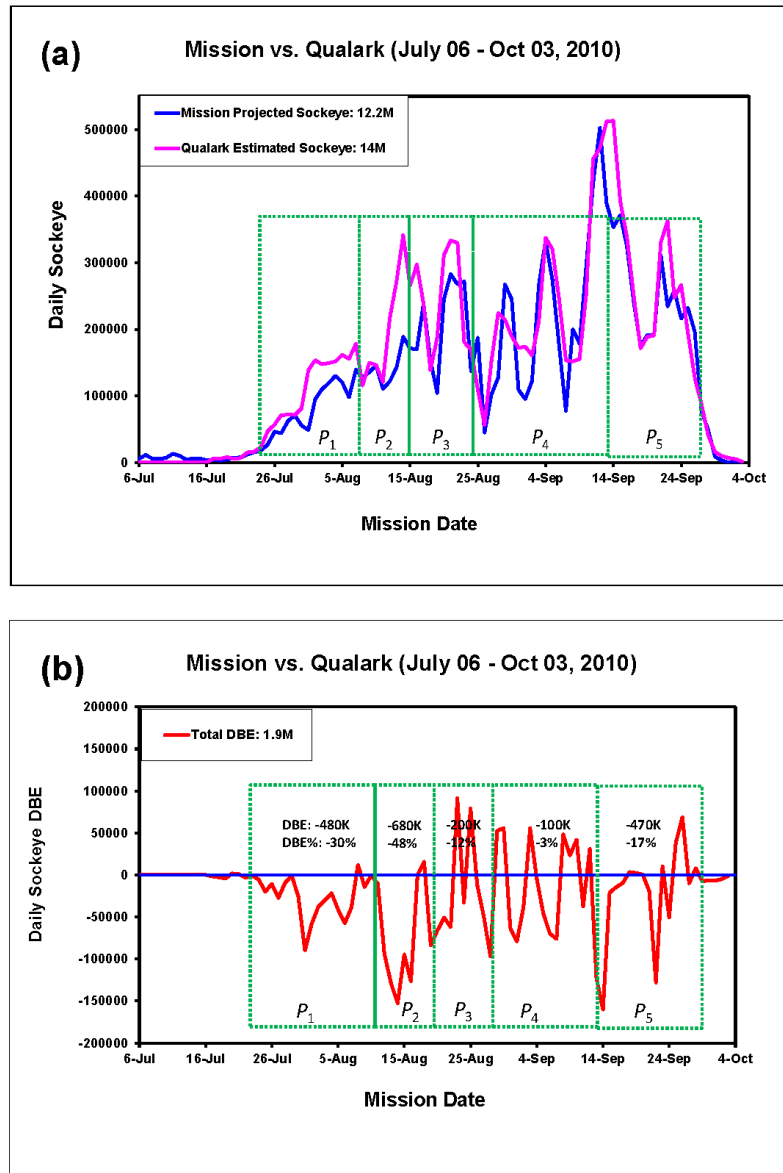 (a)
Mission vs. Qualark (July 06 - Oct 03, 2010)
Mission Projected Sockeye: 12.2M
Qualark Estimated Sockeye: 14M
500000
400000
300000
200000
100000
0
Daily Sockeye
P1 P2 P3 P4 P5
6-Jul 16-Jul 26-Jul 5-Aug 15-Aug 25-Aug 4-Sep 14-Sep 24-Sep 4-Oct
Mission Date
(b)
Mission vs. Qualark (July 06 - Oct 03, 2010)
Total DBE: 1.9M
200000
150000
100000
50000
0
-50000
-100000
-150000
-200000
Daily Sockeye DBE
DBE: -480K -680K -200K -100K -470K
DBE%: -30% -48% -12% -3% -17%
P1 P2 P3 P4 P5
6-Jul 16-Jul 26-Jul 5-Aug 15-Aug 25-Aug 4-Sep 14-Sep 24-Sep 4-Oct
Mission Date